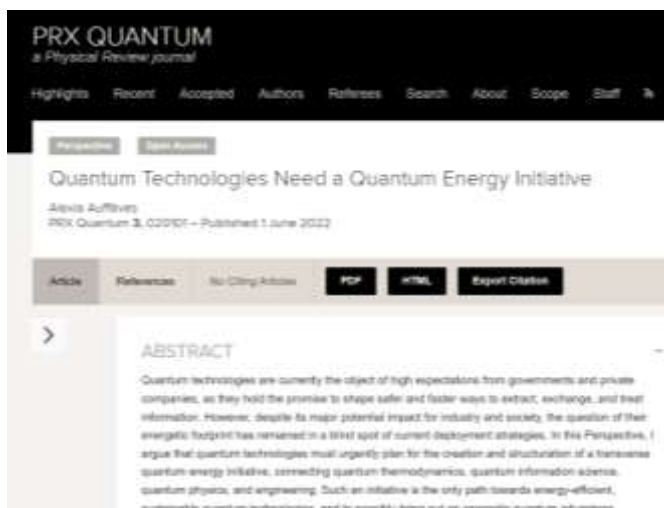 PRX QUANTUM
a Physical Review journal
Highlights Recent Accepted Authors Referees Search About Scope Staff
Perspective Open Access
Quantum Technologies Need a Quantum Energy Initiative
Alexia Auffèves
PRX Quantum 3, 020101 – Published 1 June 2022
Article References No Citing Articles PDF HTML Export Citation
ABSTRACT
Quantum technologies are currently the object of high expectations from governments and private
companies, as they hold the promise to shape safer and faster ways to extract, exchange, and treat
information. However, despite its major potential impact for industry and society, the question of their
energetic footprint has remained in a blind spot of current deployment strategies. In this Perspective, I
argue that quantum technologies must urgently plan for the creation and structuration of a transverse
quantum energy initiative, connecting quantum thermodynamics, quantum information science,
quantum physics, and engineering. Such an initiative is the only path towards energy-efficient,